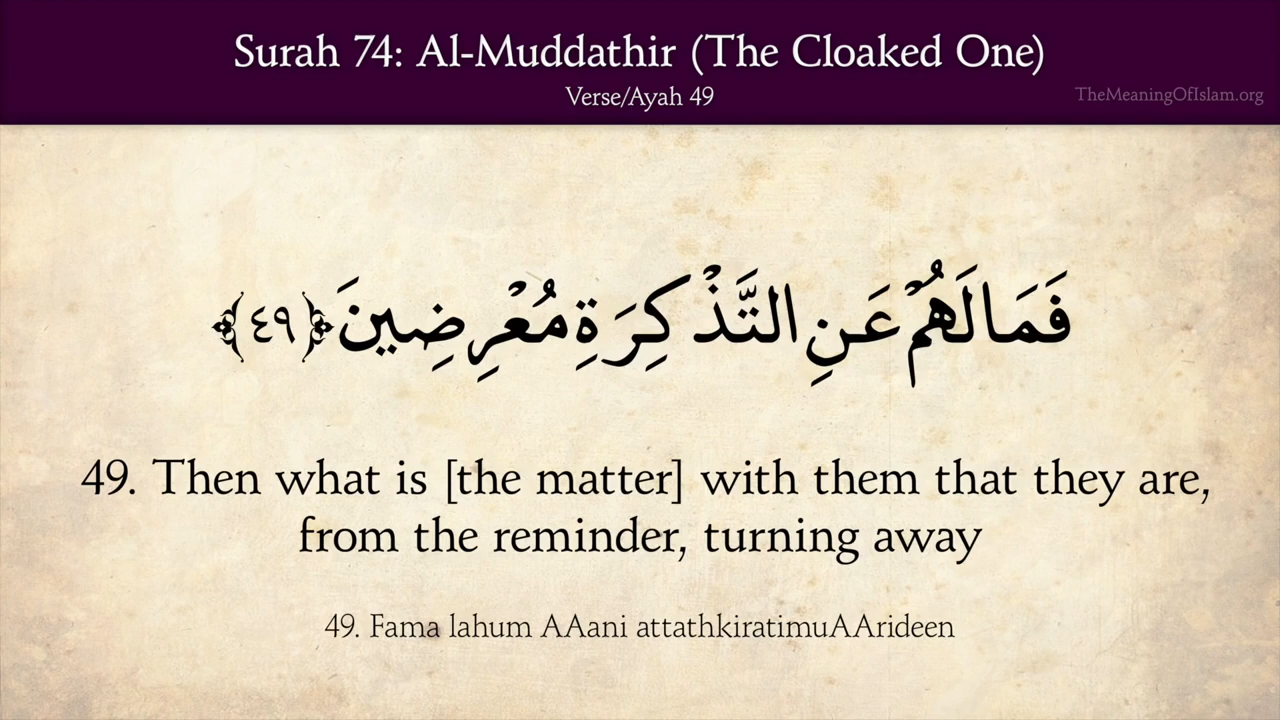 Surah 74: Al-Muddathir (The Cloaked One)
Verse/Ayah 49
TheMeaningOfIslam.org
فَمَا لَهُمْ عَنِ التَّذْكِرَةِ مُعْرِضِينَ ﴿٤٩﴾
49. Then what is [the matter] with them that they are,
from the reminder, turning away
49. Fama lahum AAani attathkiratimuAArideen